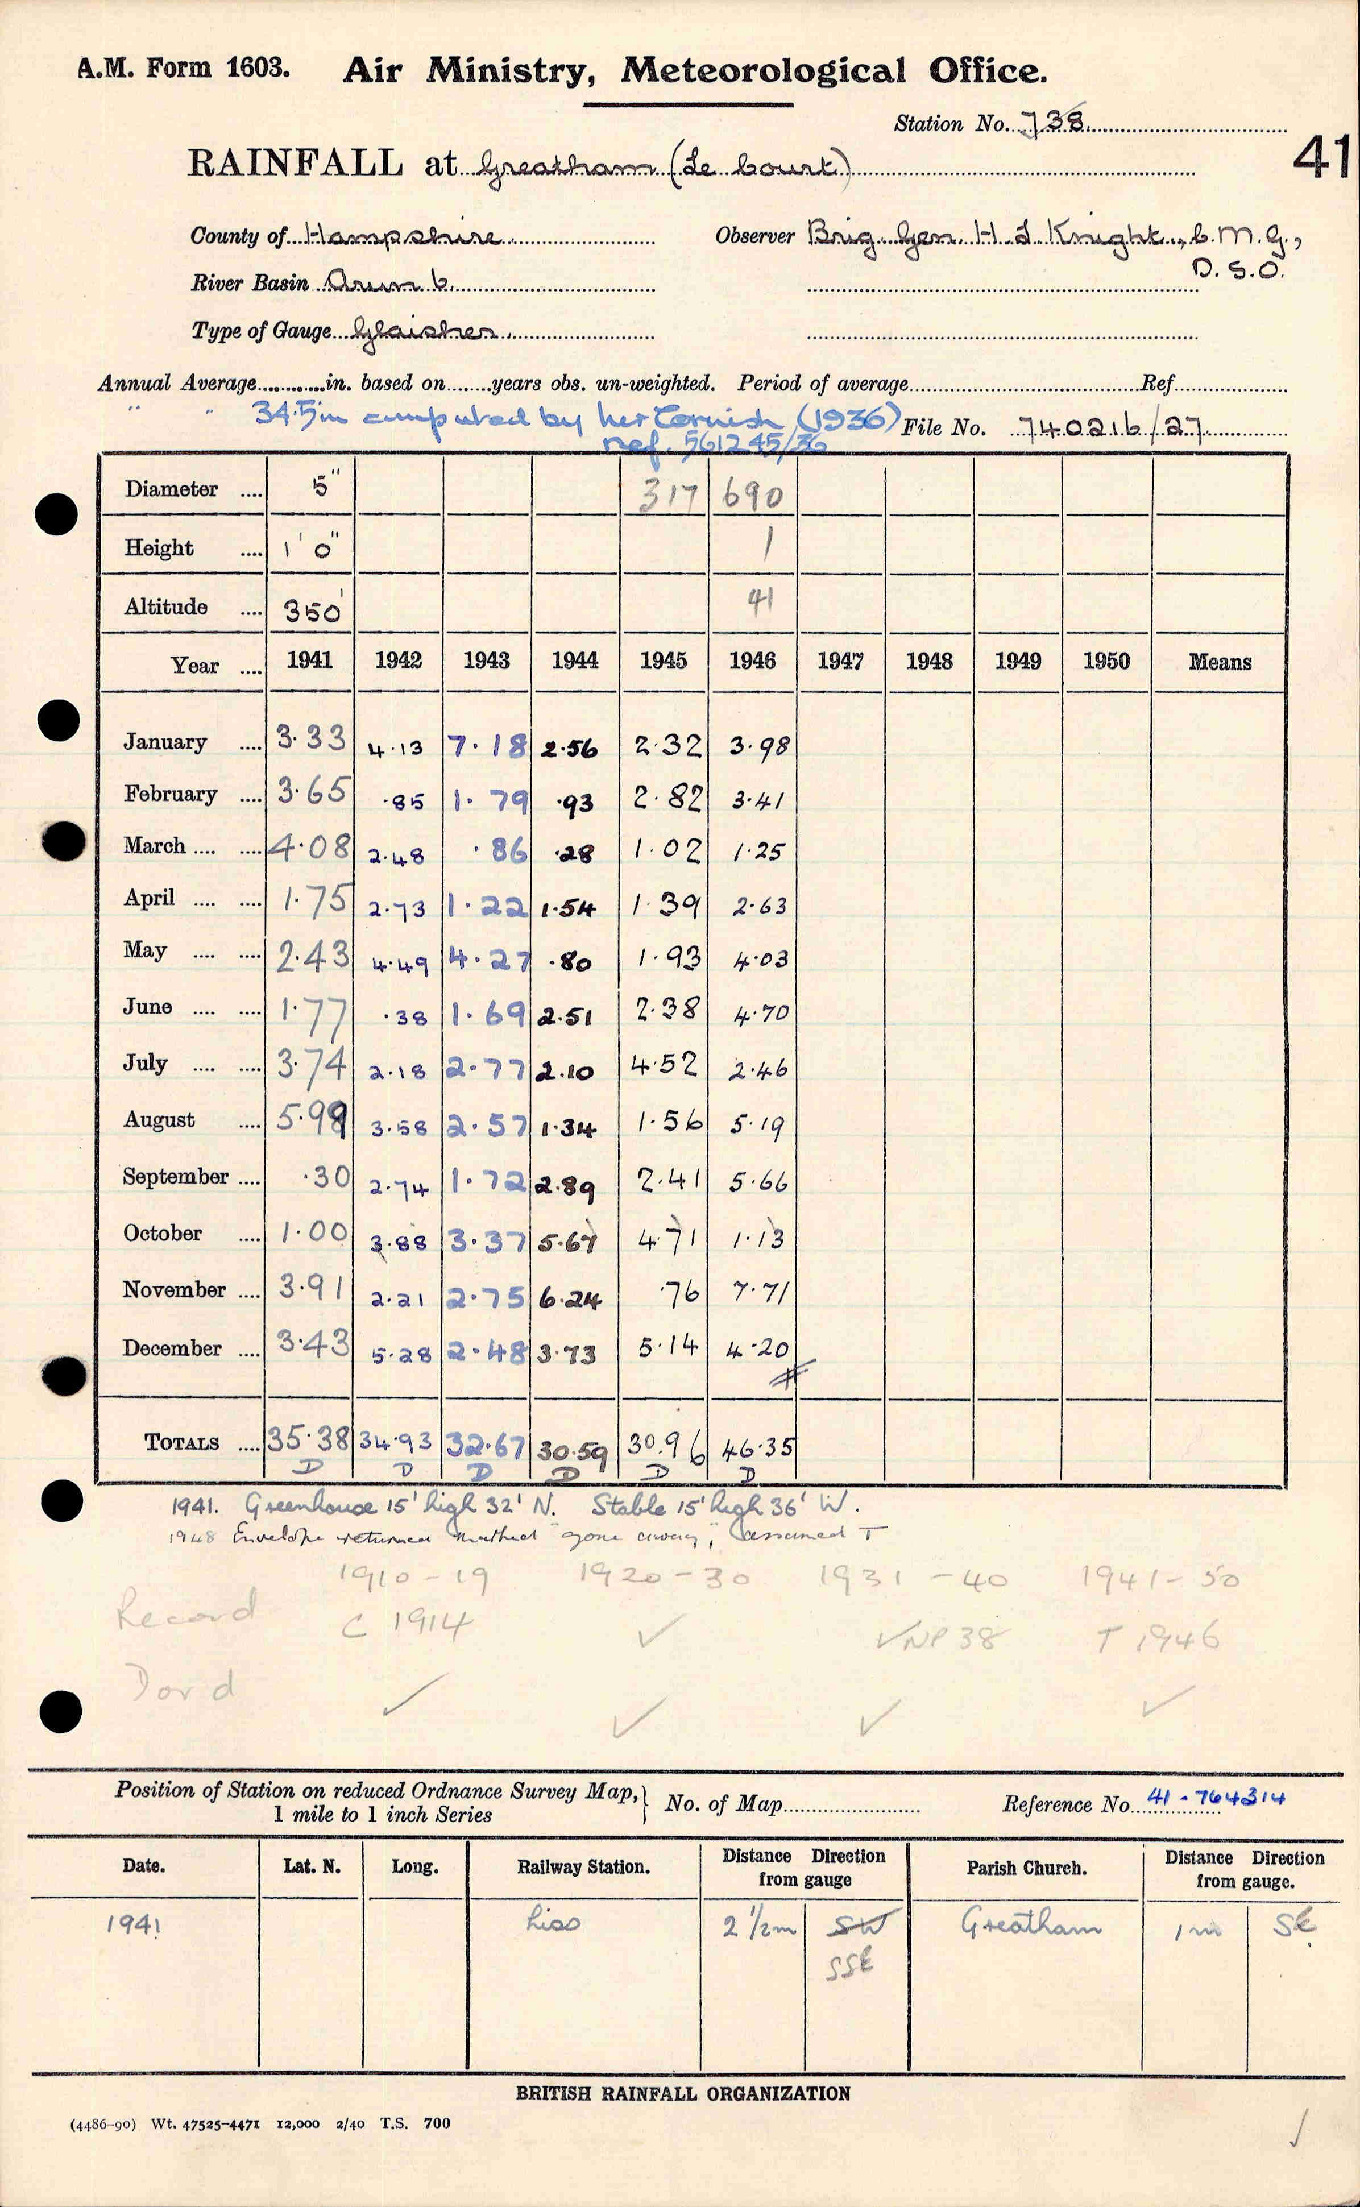 A.M. Form 1603. Air Ministry, Meteorological Office.
Station No. 738
41
RAINFALL at Greatham (Le Court)
County of Hampshire Observer Brig. Gen. H L Knight., C.M.G.,
D.S.O.
River Basin Arun 6.
Type of Gauge Glaisher.
Annual Average in. based on years obs. un-weighted. Period of average Ref
" " 34.5in computed by Cornish (1936) File No. 740216/27
ref. 561245/36
Diameter .... 5" 317 690
Height .... 1' 0" 1
Altitude .... 350' 41
Year .... 1941 1942 1943 1944 1945 1946 1947 1948 1949 1950 Means
January .... 3.33 4.13 7.18 2.56 2.32 3.98
February .... 3.65 .85 1.79 .93 2.82 3.41
March .... .... 4.08 2.48 .86 .28 1.02 1.25
April .... .... 1.75 2.73 1.22 1.54 1.39 2.63
May .... .... 2.43 4.49 4.27 .80 1.93 4.03
June .... .... 1.77 .38 1.69 2.51 2.38 4.70
July .... .... 3.74 2.18 2.77 2.10 4.52 2.46
August .... 5.99 3.58 2.57 1.34 1.56 5.19
September .... .30 2.74 1.72 2.89 2.41 5.66
October .... 1.00 3.88 3.37 5.67 4.71 1.13
November .... 3.91 2.21 2.75 6.24 .76 7.71
December .... 3.43 5.28 2.48 3.73 5.14 4.20
TOTALS .... 35.38 34.93 32.67 30.59 30.96 46.35
D D D D D D
1941. Greenhouse 15' high 32' N. Stable 15' high 36' W.
1948 Envelope returned marked "gone away", assumed T
1910-19 1920-30 1931-40 1941-50
Record C 1914 ✓ ✓NP 38 T 1946
D or d ✓ ✓ ✓ ✓
Position of Station on reduced Ordnance Survey Map, 1 mile to 1 inch Series } No. of Map Reference No. 41-764314
Date. Lat. N. Long. Railway Station. Distance Direction from gauge Parish Church. Distance Direction from gauge.
1941 Liss 2 1/2m SW Greatham 1m SE
SSE
BRITISH RAINFALL ORGANIZATION
(4486-90) Wt. 47525-4471 12,000 2/40 T.S. 700